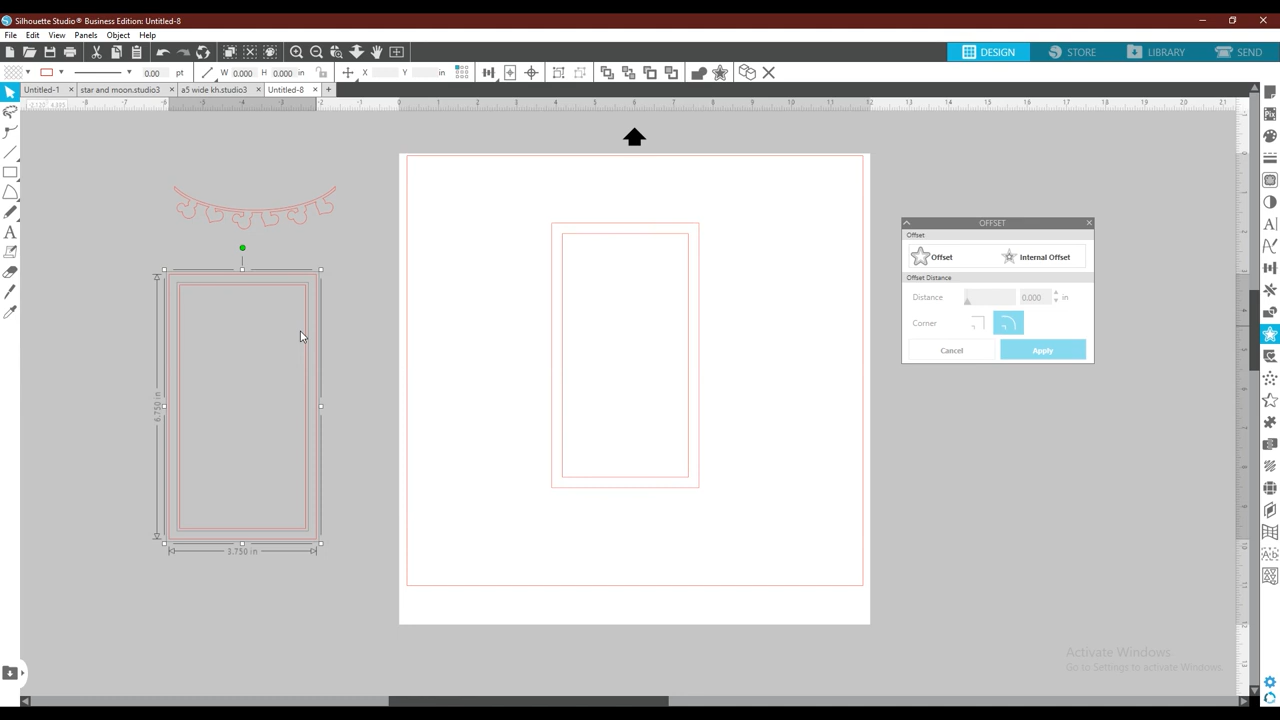 Silhouette Studio® Business Edition: Untitled-8
File Edit View Panels Object Help
DESIGN STORE LIBRARY SEND
0.00 pt W 0.000 H 0.000 in X Y in
Untitled-1 × star and moon.studio3 × a5 wide kh.studio3 × Untitled-8 × +
OFFSET
Offset
Offset Internal Offset
Offset Distance
Distance 0.000 in
Corner
Cancel Apply
6.750 in
3.750 in
Activate Windows
Go to Settings to activate Windows.